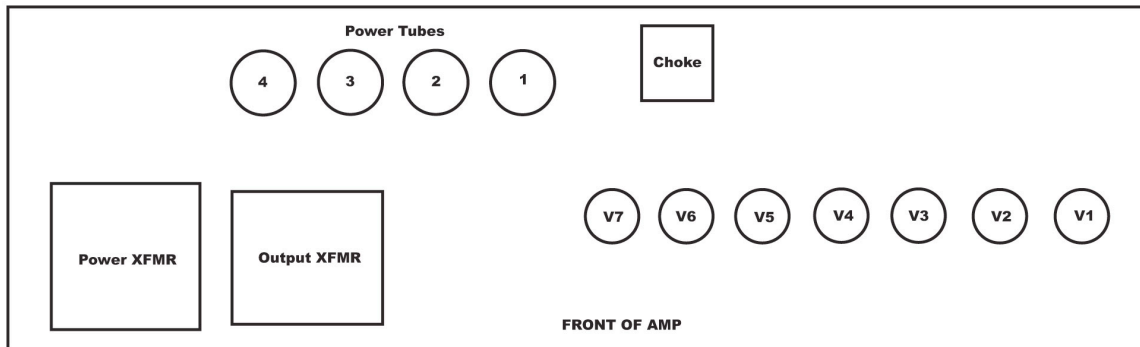 Power Tubes
4 3 2 1
Choke
V7 V6 V5 V4 V3 V2 V1
Power XFMR
Output XFMR
FRONT OF AMP